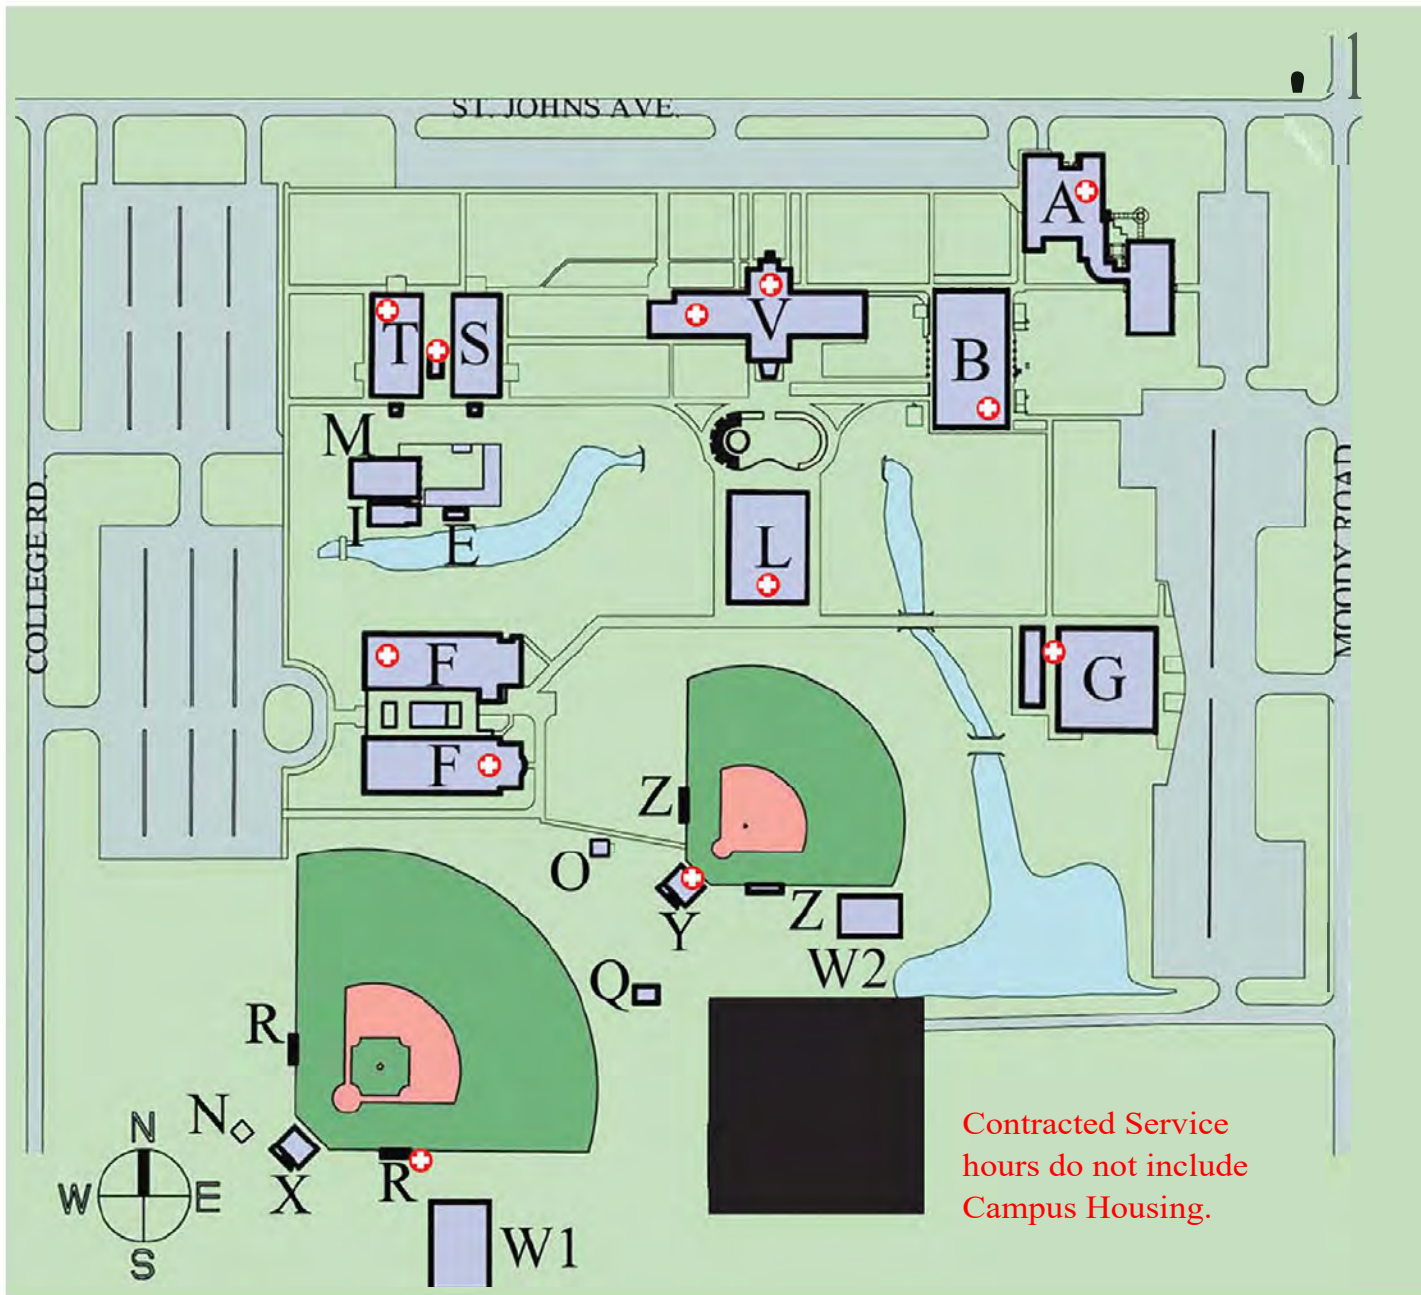 ST. JOHNS AVE.
A
T
S
V
B
M
I
E
L
COLLEGE RD.
MOODY ROAD
F
G
F
Z
O
Y
Z
W2
Q
R
N
X
R
W1
N
W
E
S
Contracted Service
hours do not include
Campus Housing.